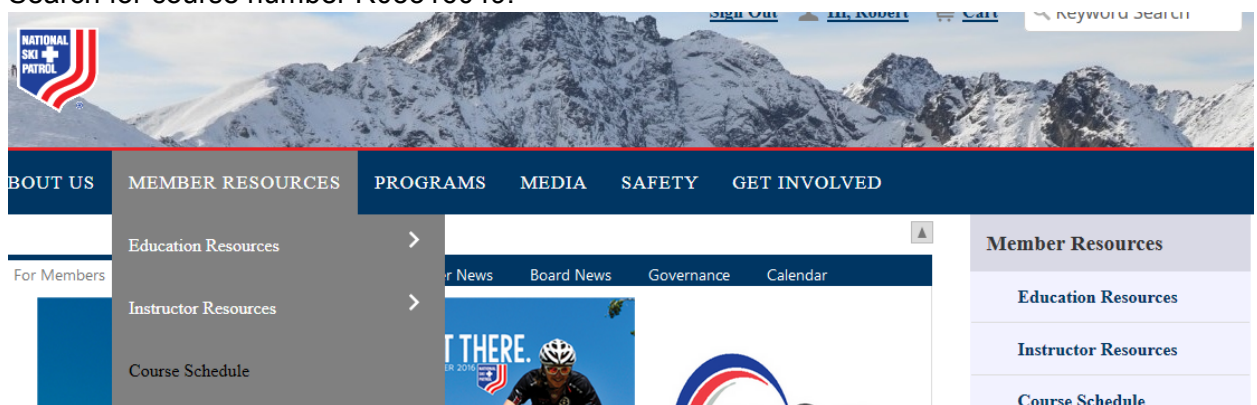 Sign Out Hi, Robert Cart Keyword Search
NATIONAL
SKI
PATROL
BOUT US MEMBER RESOURCES PROGRAMS MEDIA SAFETY GET INVOLVED
Education Resources
Member Resources
For Members r News Board News Governance Calendar
Education Resources
Instructor Resources
T THERE.
ER 2016
Instructor Resources
Course Schedule
Course Schedule